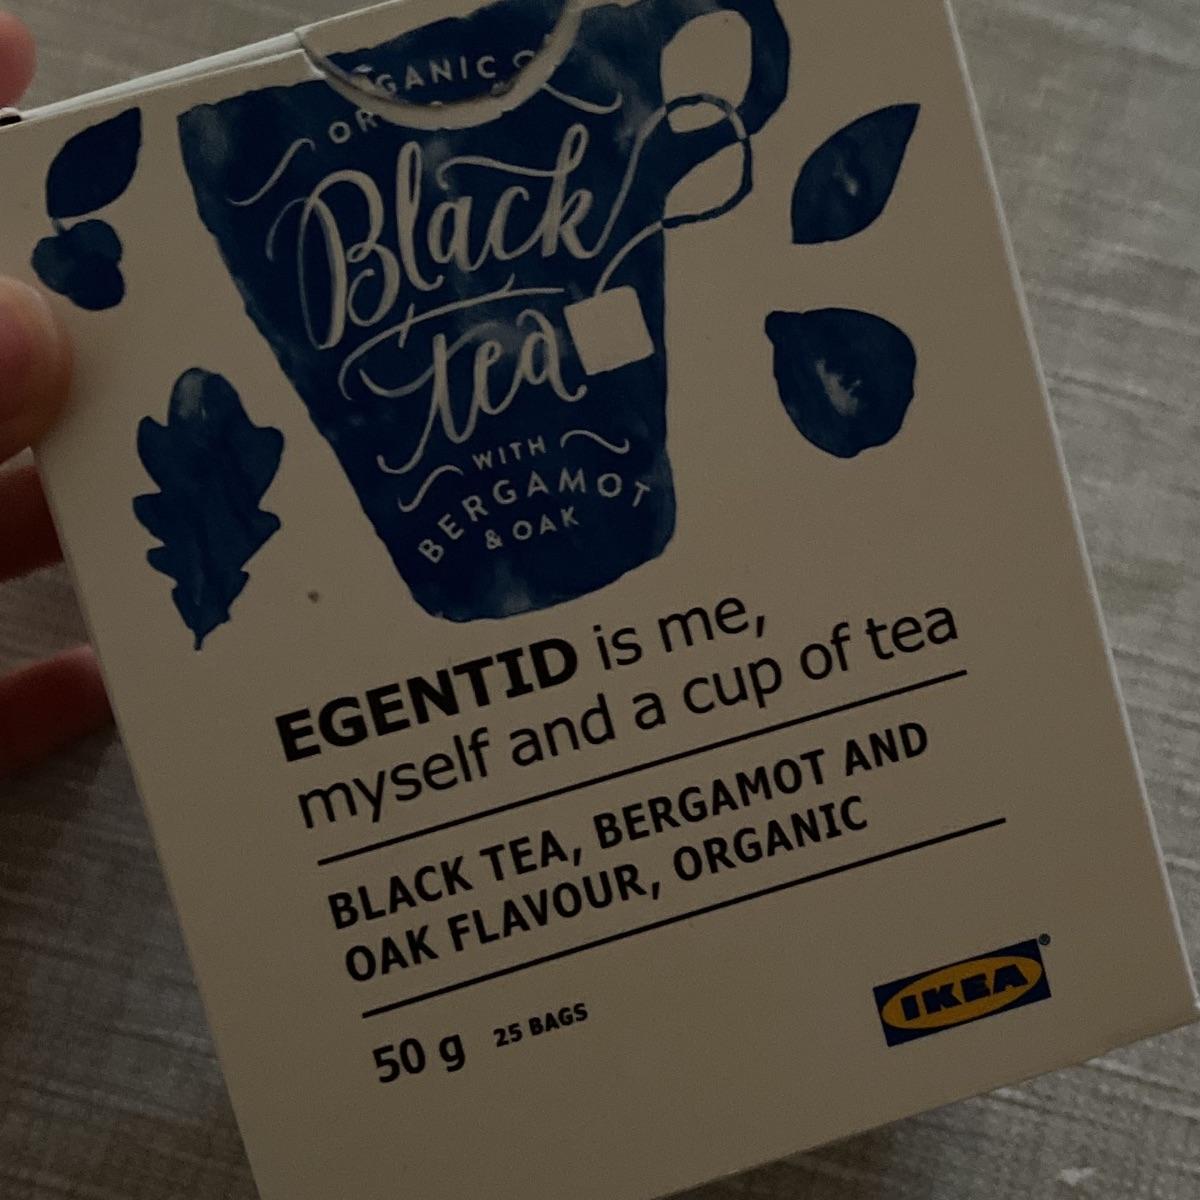 ORGANIC
Black
tea
WITH
BERGAMOT
& OAK
EGENTID is me,
myself and a cup of tea
BLACK TEA, BERGAMOT AND
OAK FLAVOUR, ORGANIC
50 g 25 BAGS
IKEA®